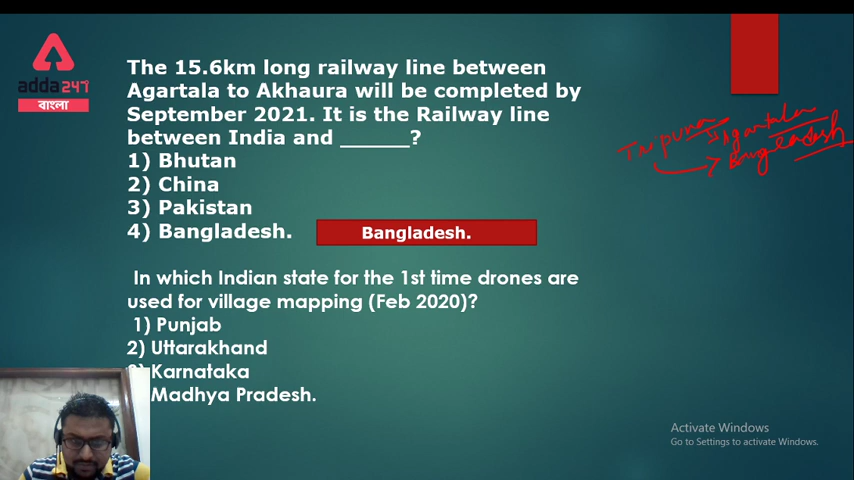 adda247
বাংলা
The 15.6km long railway line between
Agartala to Akhaura will be completed by
September 2021. It is the Railway line
between India and ______?
1) Bhutan
2) China
3) Pakistan
4) Bangladesh.
Bangladesh.
Tripura
Agartala
Bangladesh
In which Indian state for the 1st time drones are
used for village mapping (Feb 2020)?
1) Punjab
2) Uttarakhand
3) Karnataka
Madhya Pradesh.
Activate Windows
Go to Settings to activate Windows.